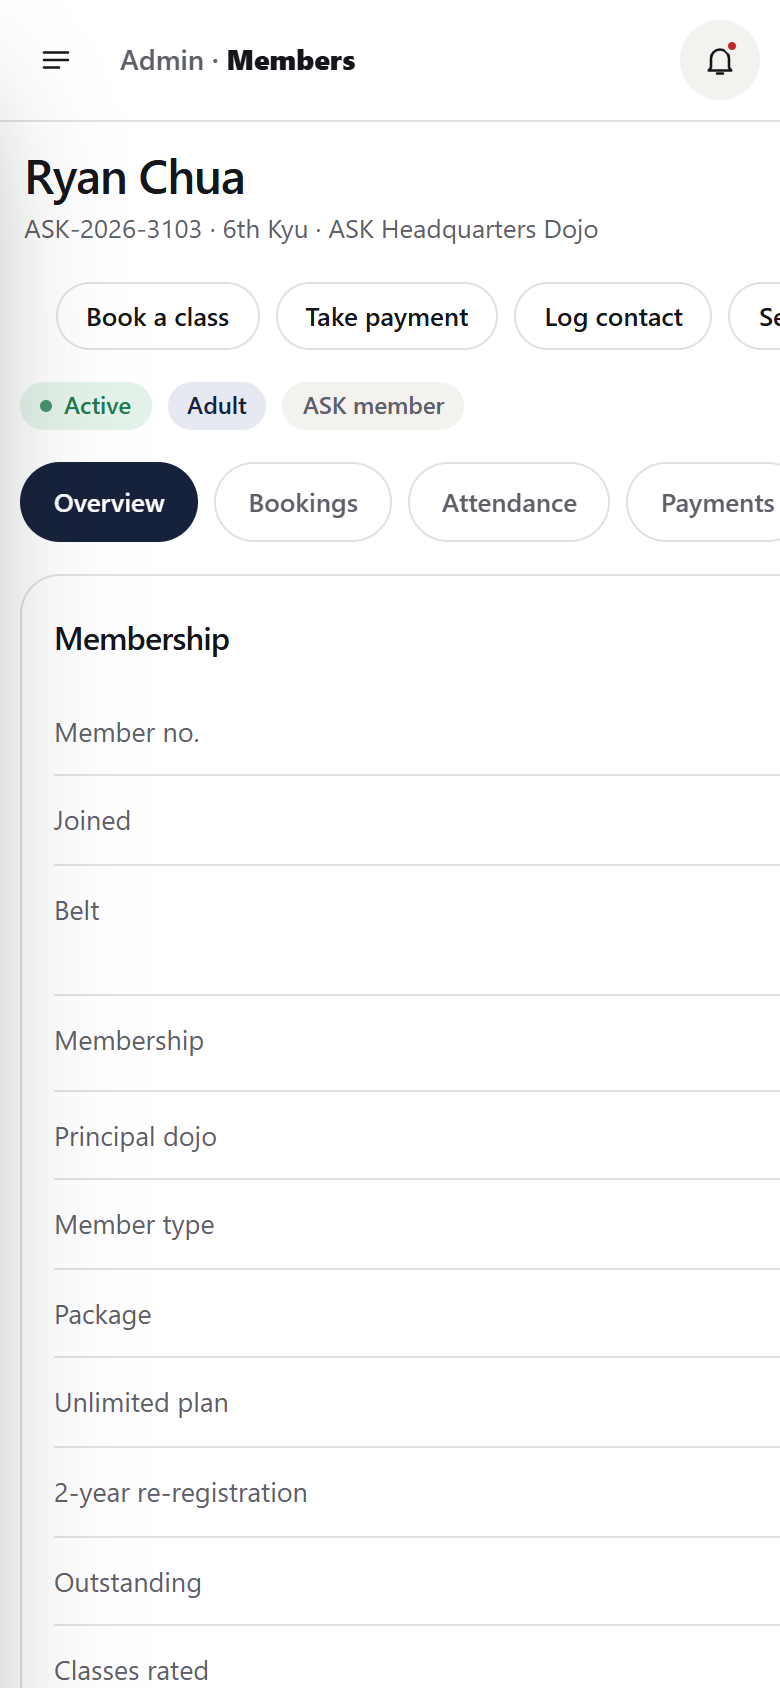 Admin · Members
Ryan Chua
ASK-2026-3103 · 6th Kyu · ASK Headquarters Dojo
Book a class Take payment Log contact Se
Active Adult ASK member
Overview Bookings Attendance Payments
Membership
Member no.
Joined
Belt
Membership
Principal dojo
Member type
Package
Unlimited plan
2-year re-registration
Outstanding
Classes rated